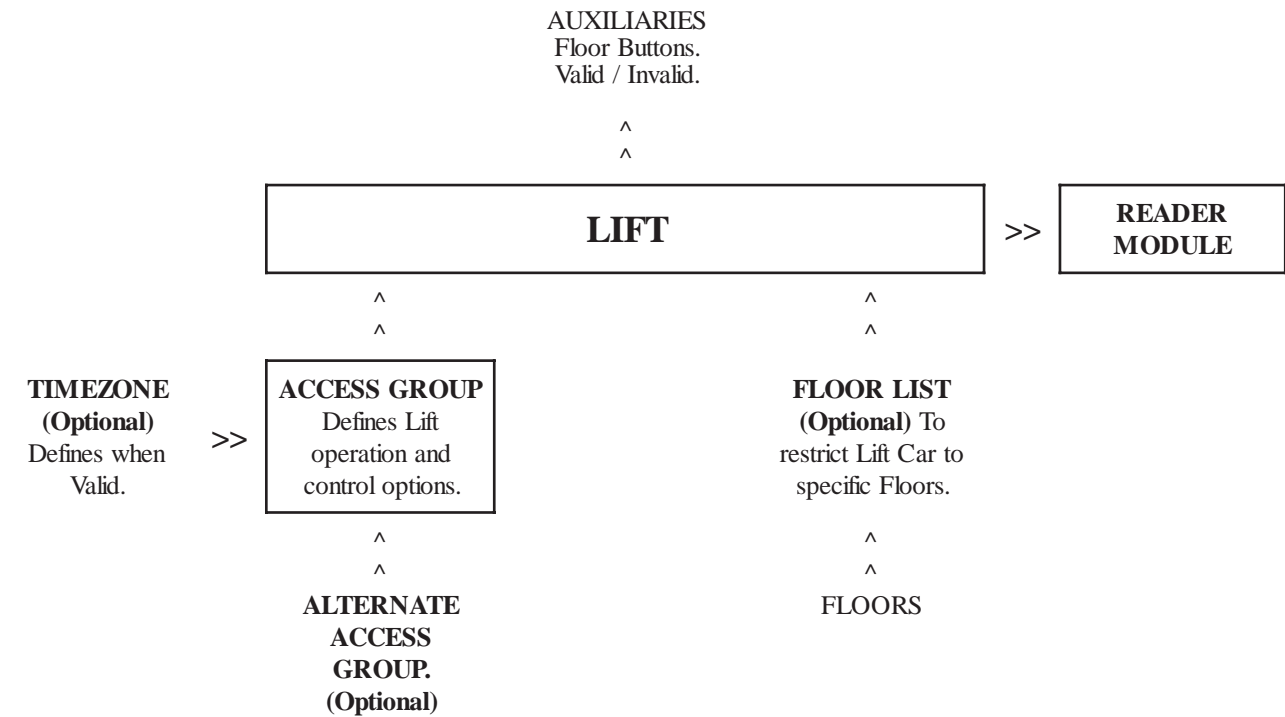 AUXILIARIES
Floor Buttons.
Valid / Invalid.
^
^
LIFT
>>
READER
MODULE
^
^
^
^
TIMEZONE
(Optional)
Defines when
Valid.
>>
ACCESS GROUP
Defines Lift
operation and
control options.
FLOOR LIST
(Optional) To
restrict Lift Car to
specific Floors.
^
^
^
^
ALTERNATE
ACCESS
GROUP.
(Optional)
FLOORS